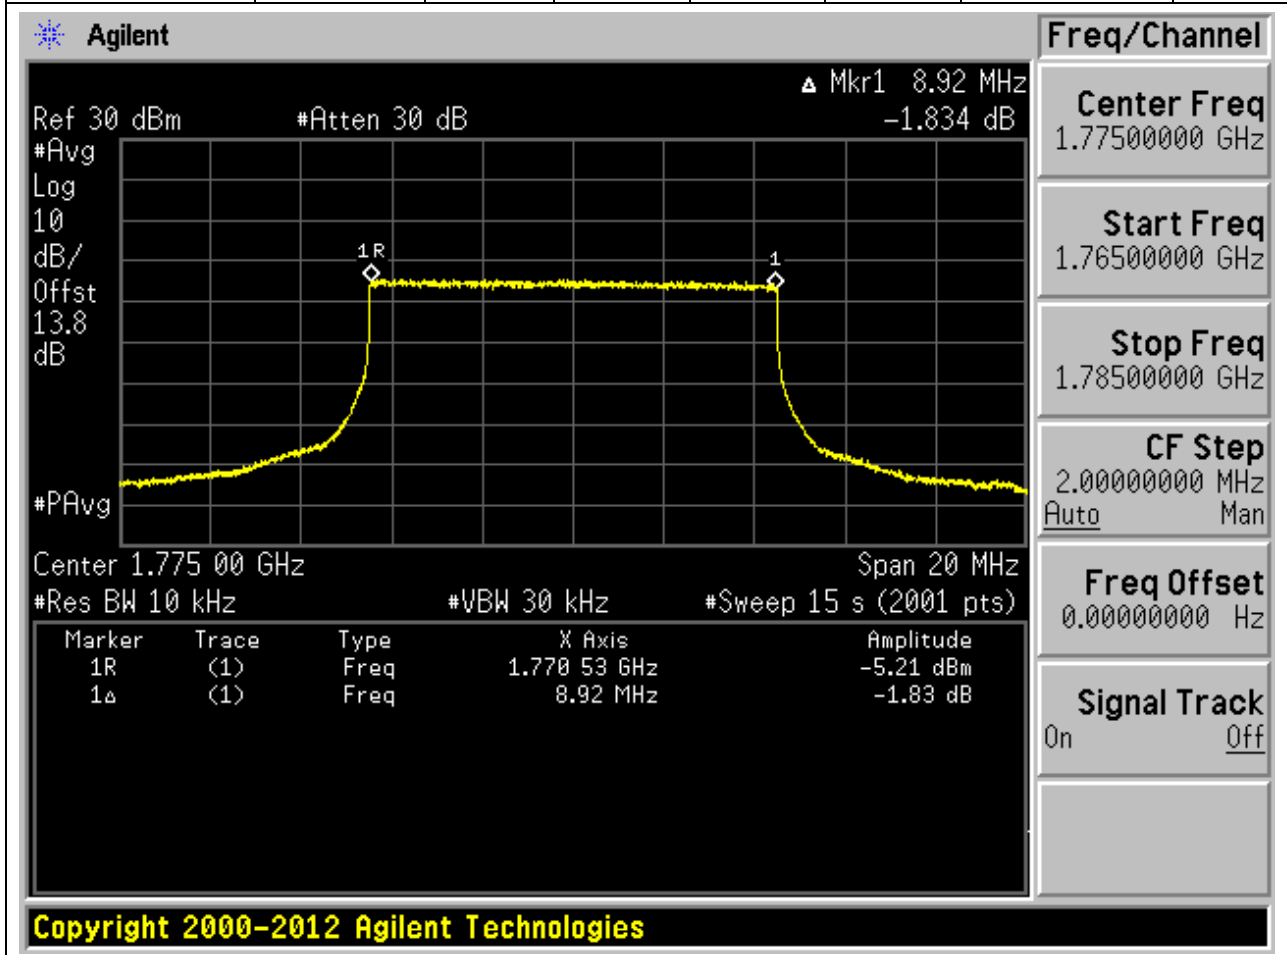 Agilent
Freq/Channel
▵ Mkr1 8.92 MHz
Ref 30 dBm #Atten 30 dB −1.834 dB
#Avg
Log
10
dB/
Offst
13.8
dB
1R
1
#PAvg
Center 1.775 00 GHz Span 20 MHz
#Res BW 10 kHz #VBW 30 kHz #Sweep 15 s (2001 pts)
Marker Trace Type X Axis Amplitude
1R (1) Freq 1.770 53 GHz −5.21 dBm
1▵ (1) Freq 8.92 MHz −1.83 dB
Center Freq
1.77500000 GHz
Start Freq
1.76500000 GHz
Stop Freq
1.78500000 GHz
CF Step
2.00000000 MHz
Auto Man
Freq Offset
0.00000000 Hz
Signal Track
On Off
Copyright 2000–2012 Agilent Technologies